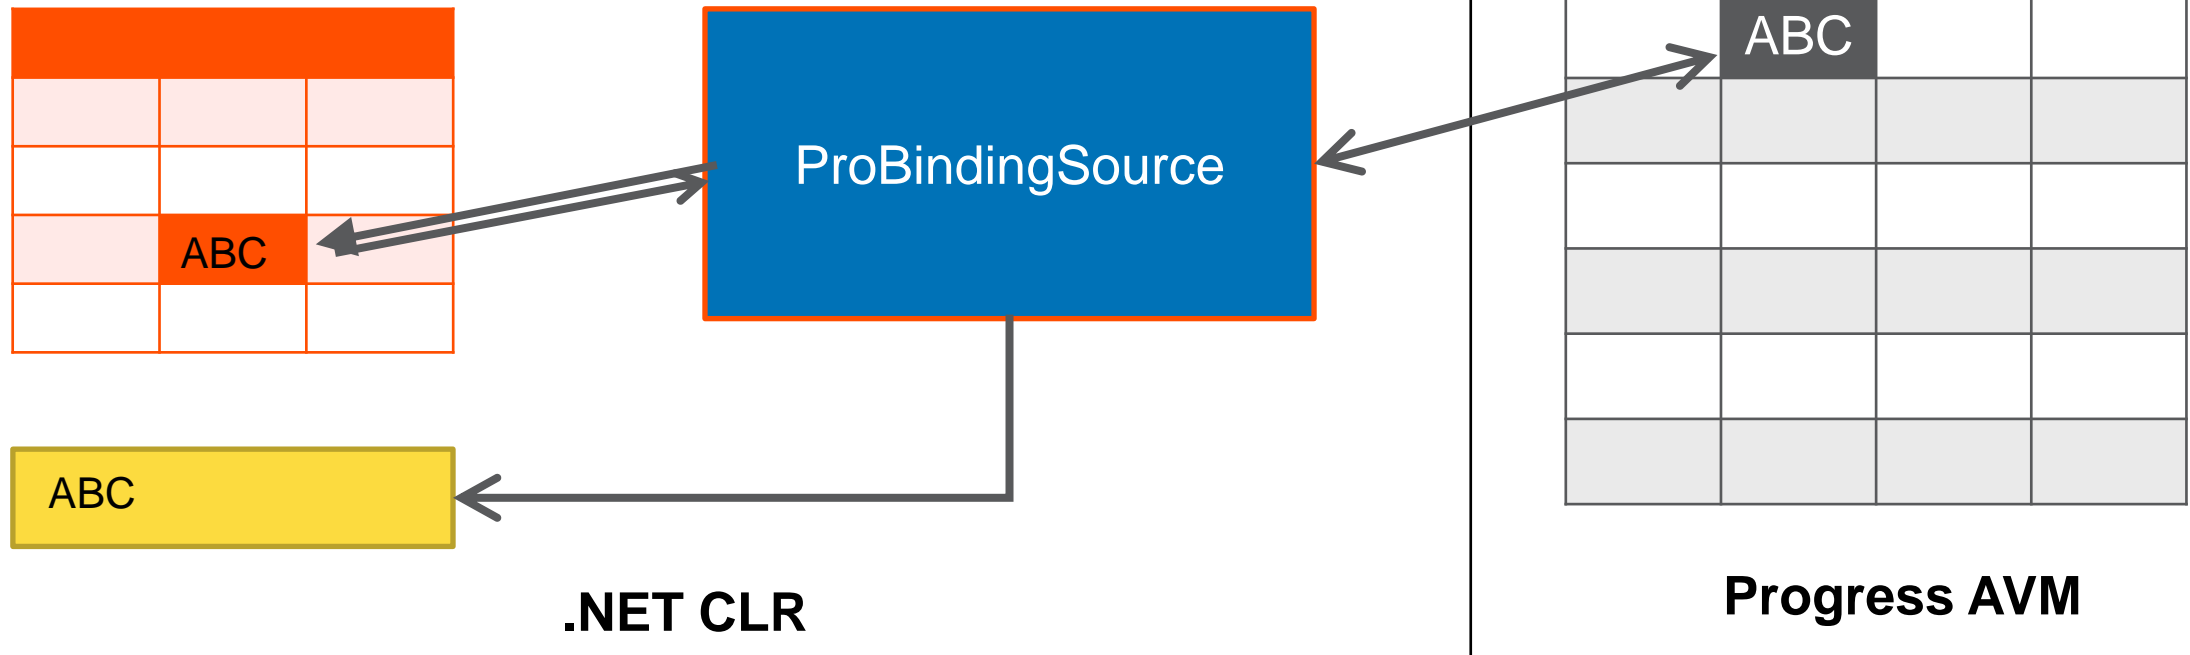 ABC
ProBindingSource
ABC
ABC
.NET CLR
Progress AVM